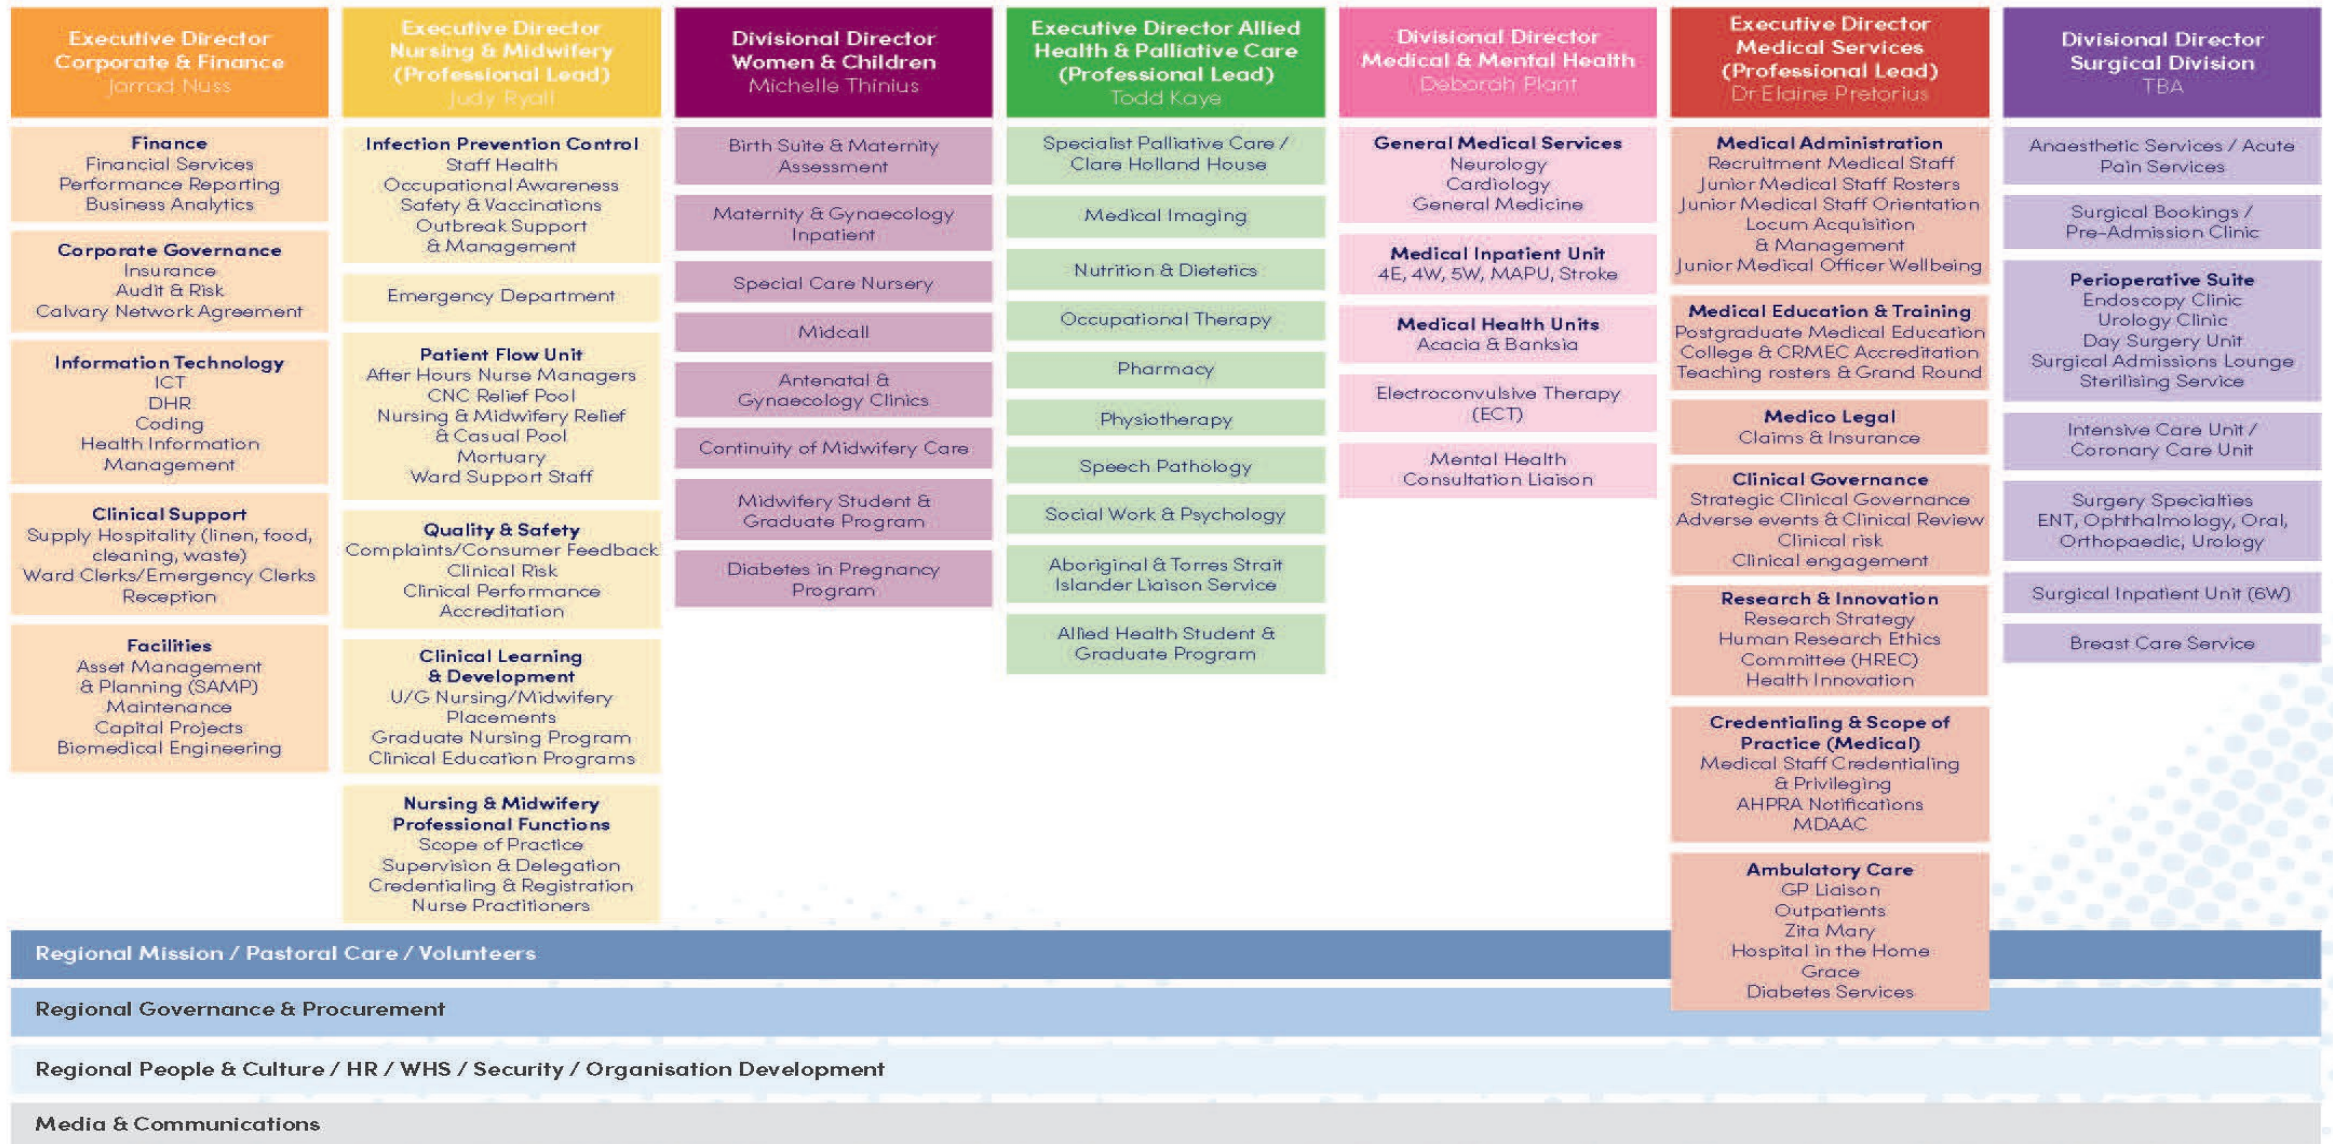 Executive Director
Corporate & Finance
Jarrad Nuss
Finance
Financial Services
Performance Reporting
Business Analytics
Corporate Governance
Insurance
Audit & Risk
Calvary Network Agreement
Information Technology
ICT
DHR
Coding
Health Information
Management
Clinical Support
Supply Hospitality (linen, food,
cleaning, waste)
Ward Clerks/Emergency Clerks
Reception
Facilities
Asset Management
& Planning (SAMP)
Maintenance
Capital Projects
Biomedical Engineering
Executive Director
Nursing & Midwifery
(Professional Lead)
Judy Ryall
Infection Prevention Control
Staff Health
Occupational Awareness
Safety & Vaccinations
Outbreak Support
& Management
Emergency Department
Patient Flow Unit
After Hours Nurse Managers
CNC Relief Pool
Nursing & Midwifery Relief
& Casual Pool
Mortuary
Ward Support Staff
Quality & Safety
Complaints/Consumer Feedback
Clinical Risk
Clinical Performance
Accreditation
Clinical Learning
& Development
U/G Nursing/Midwifery
Placements
Graduate Nursing Program
Clinical Education Programs
Nursing & Midwifery
Professional Functions
Scope of Practice
Supervision & Delegation
Credentialing & Registration
Nurse Practitioners
Divisional Director
Women & Children
Michelle Thinius
Birth Suite & Maternity
Assessment
Maternity & Gynaecology
Inpatient
Special Care Nursery
Midcall
Antenatal &
Gynaecology Clinics
Continuity of Midwifery Care
Midwifery Student &
Graduate Program
Diabetes in Pregnancy
Program
Executive Director Allied
Health & Palliative Care
(Professional Lead)
Todd Kaye
Specialist Palliative Care /
Clare Holland House
Medical Imaging
Nutrition & Dietetics
Occupational Therapy
Pharmacy
Physiotherapy
Speech Pathology
Social Work & Psychology
Aboriginal & Torres Strait
Islander Liaison Service
Allied Health Student &
Graduate Program
Divisional Director
Medical & Mental Health
Deborah Plant
General Medical Services
Neurology
Cardiology
General Medicine
Medical Inpatient Unit
4E, 4W, 5W, MAPU, Stroke
Medical Health Units
Acacia & Banksia
Electroconvulsive Therapy
(ECT)
Mental Health
Consultation Liaison
Executive Director
Medical Services
(Professional Lead)
Dr Elaine Pretorius
Medical Administration
Recruitment Medical Staff
Junior Medical Staff Rosters
Junior Medical Staff Orientation
Locum Acquisition
& Management
Junior Medical Officer Wellbeing
Medical Education & Training
Postgraduate Medical Education
College & CRMEC Accreditation
Teaching rosters & Grand Round
Medico Legal
Claims & Insurance
Clinical Governance
Strategic Clinical Governance
Adverse events & Clinical Review
Clinical risk
Clinical engagement
Research & Innovation
Research Strategy
Human Research Ethics
Committee (HREC)
Health Innovation
Credentialing & Scope of
Practice (Medical)
Medical Staff Credentialing
& Privileging
AHPRA Notifications
MDAAC
Ambulatory Care
GP Liaison
Outpatients
Zita Mary
Hospital in the Home
Grace
Diabetes Services
Divisional Director
Surgical Division
TBA
Anaesthetic Services / Acute
Pain Services
Surgical Bookings /
Pre-Admission Clinic
Perioperative Suite
Endoscopy Clinic
Urology Clinic
Day Surgery Unit
Surgical Admissions Lounge
Sterilising Service
Intensive Care Unit /
Coronary Care Unit
Surgery Specialties
ENT, Ophthalmology, Oral,
Orthopaedic, Urology
Surgical Inpatient Unit (6W)
Breast Care Service
Regional Mission / Pastoral Care / Volunteers
Regional Governance & Procurement
Regional People & Culture / HR / WHS / Security / Organisation Development
Media & Communications